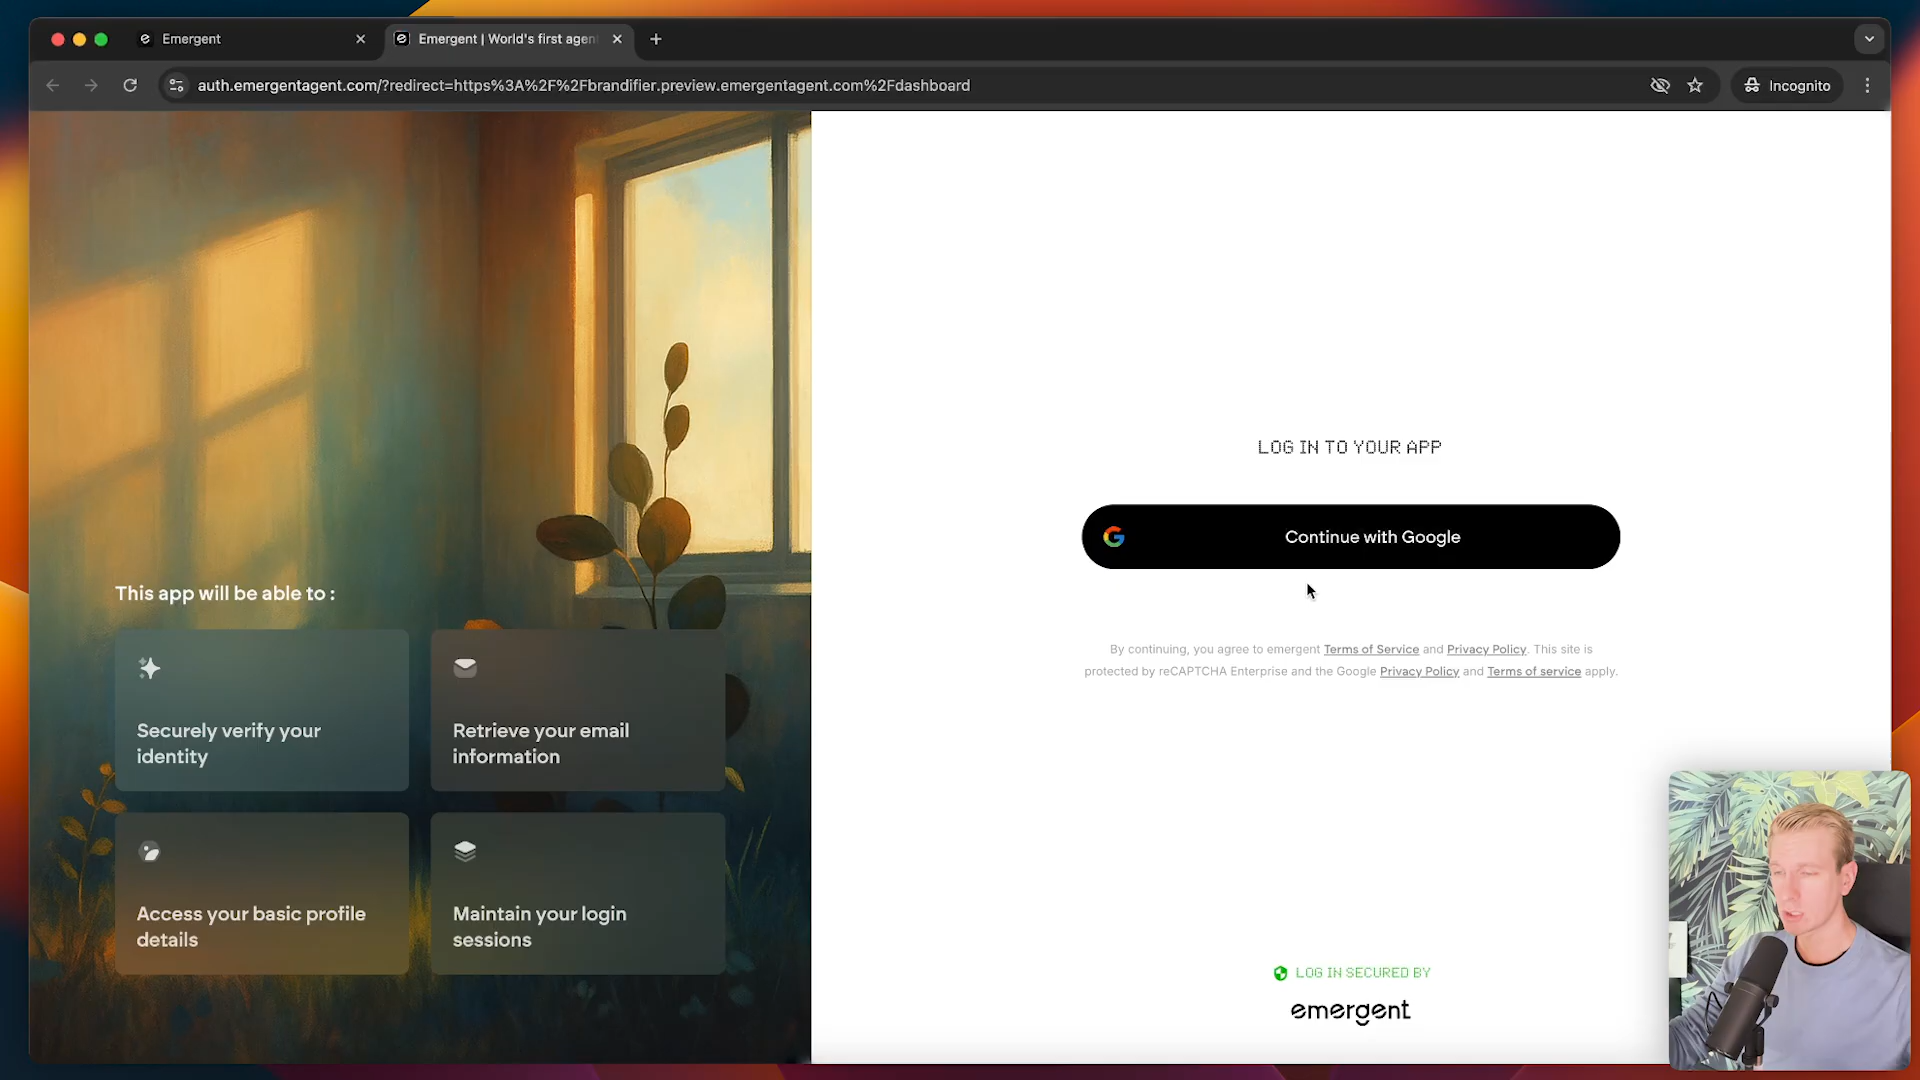 Emergent
Emergent | World's first agen
auth.emergentagent.com/?redirect=https%3A%2F%2Fbrandifier.preview.emergentagent.com%2Fdashboard
Incognito
LOG IN TO YOUR APP
Continue with Google
By continuing, you agree to emergent Terms of Service and Privacy Policy. This site is
protected by reCAPTCHA Enterprise and the Google Privacy Policy and Terms of service apply.
This app will be able to :
Securely verify your
identity
Retrieve your email
information
Access your basic profile
details
Maintain your login
sessions
LOG IN SECURED BY
emergent